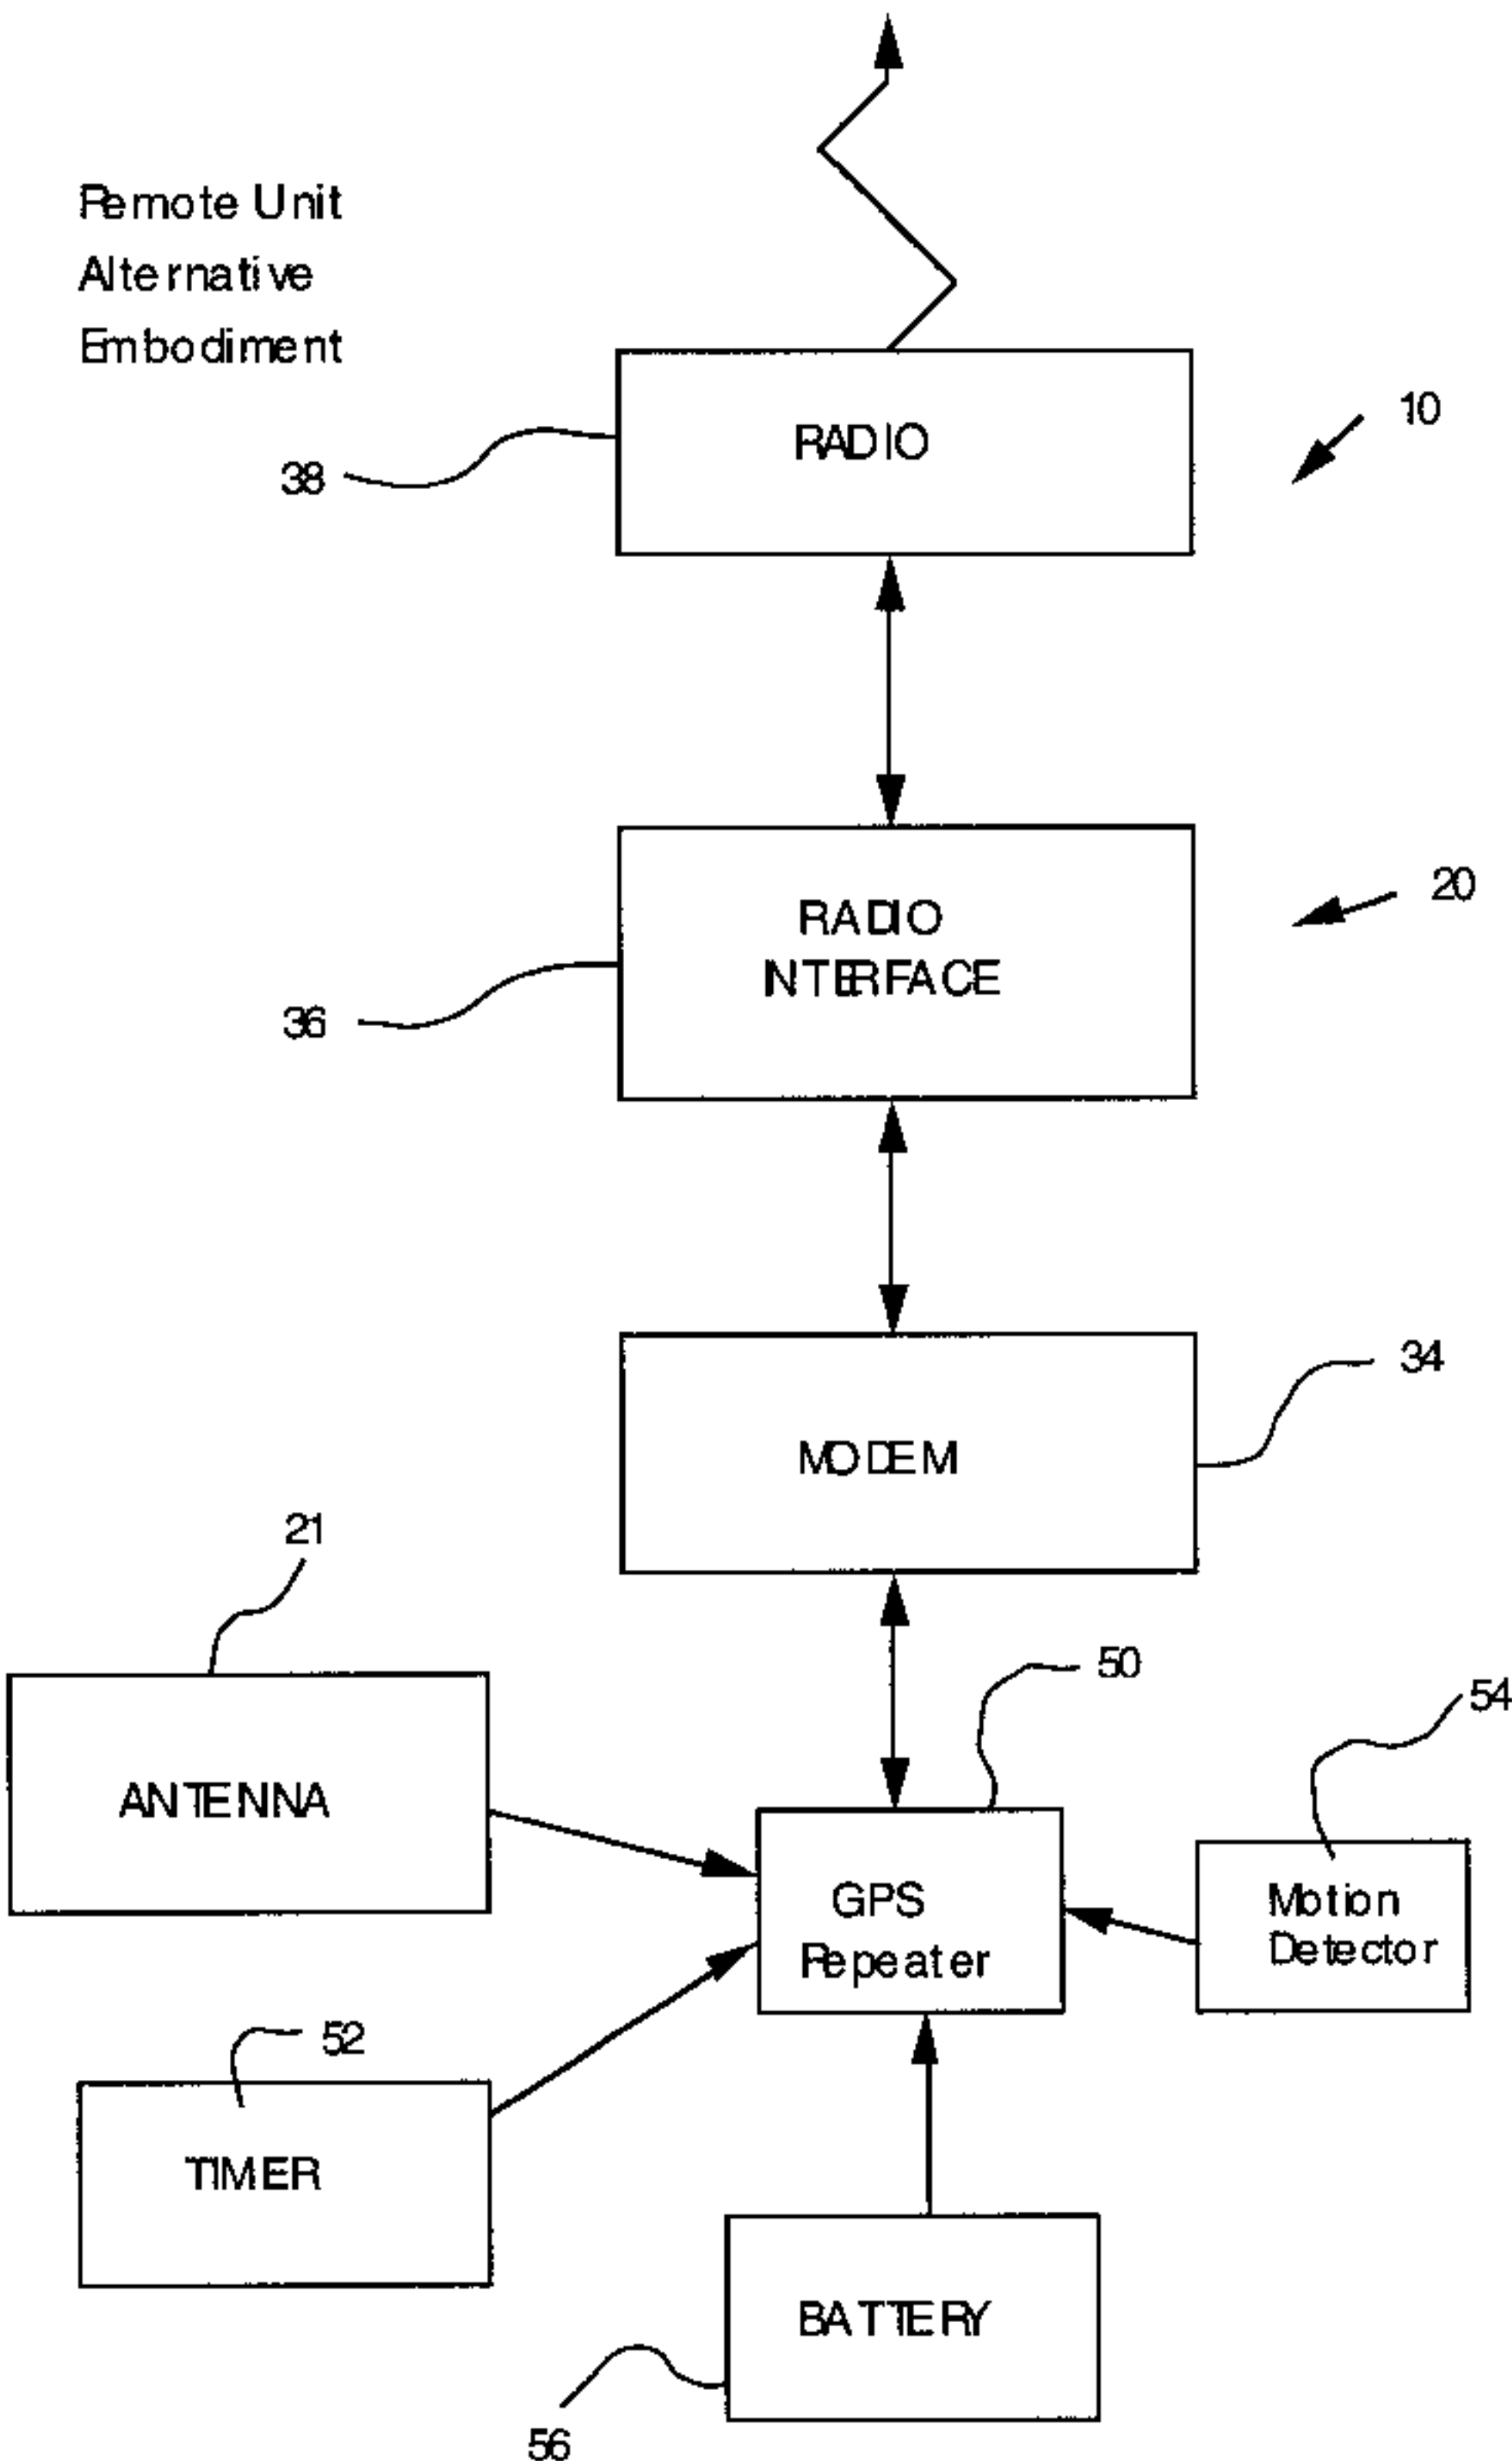 Remote Unit
Alternative
Embodiment
RADIO
10
38
RADIO
INTERFACE
20
36
MODEM
34
21
ANTENNA
50
54
GPS
Repeater
Motion
Detector
52
TIMER
BATTERY
56